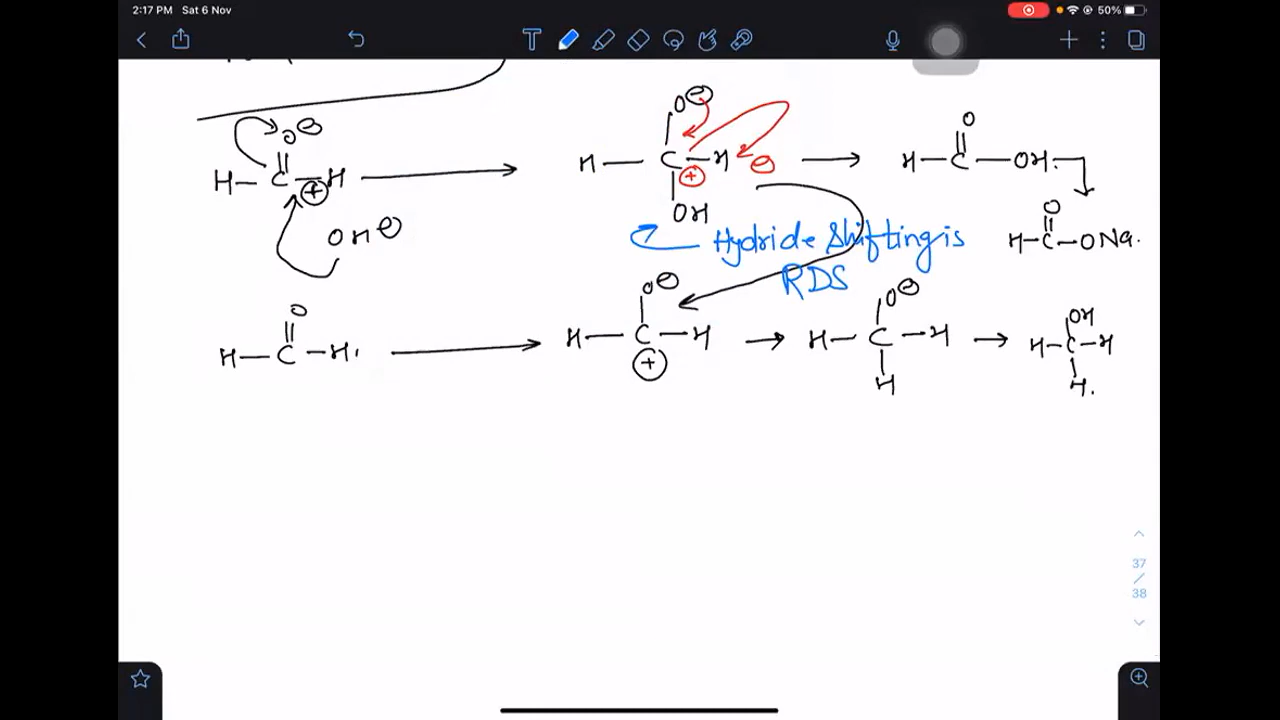 2:17 PM Sat 6 Nov
50%
O⊖
O⊖
O
H—C—H
⊕
H—C—H ⊖
⊕
H—C—OH
OH⊖
OH
O
H—C—ONa.
Hydride Shifting is
RDS
O
O⊖
O⊖
OH
H—C—H.
H—C—H
⊕
H—C—H
H
H—C—H
H.
37
/
38